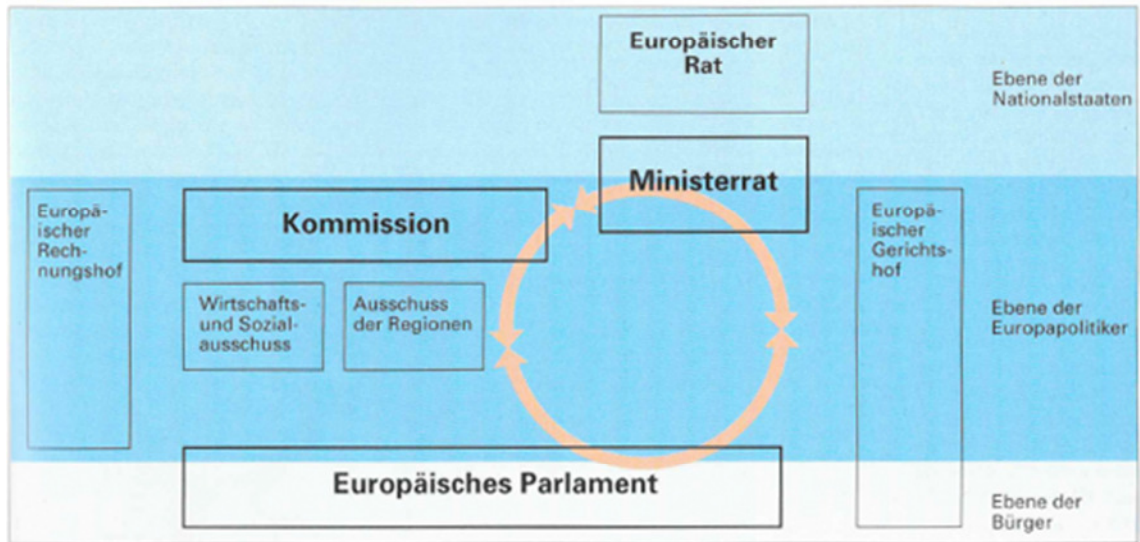 Europäischer
Rat
Ebene der
Nationalstaaten
Ministerrat
Europä-
ischer
Rech-
nungshof
Kommission
Europä-
ischer
Gerichts-
hof
Wirtschafts-
und Sozial-
ausschuss
Ausschuss
der Regionen
Ebene der
Europapolitiker
Europäisches Parlament
Ebene der
Bürger